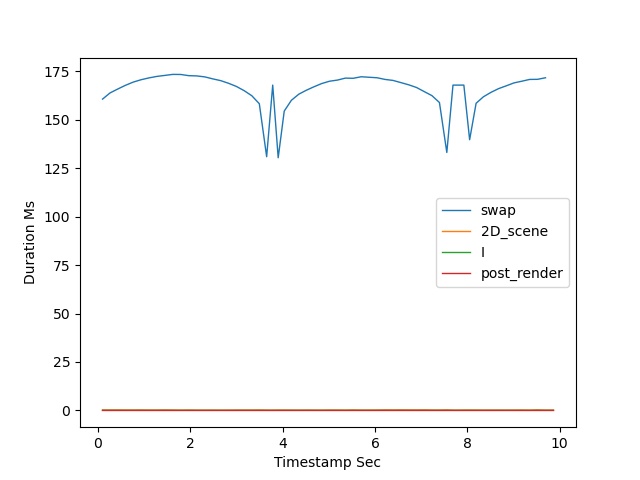 175
150
125
100
75
50
25
0
Duration Ms
swap
2D_scene
I
post_render
0 2 4 6 8 10
Timestamp Sec